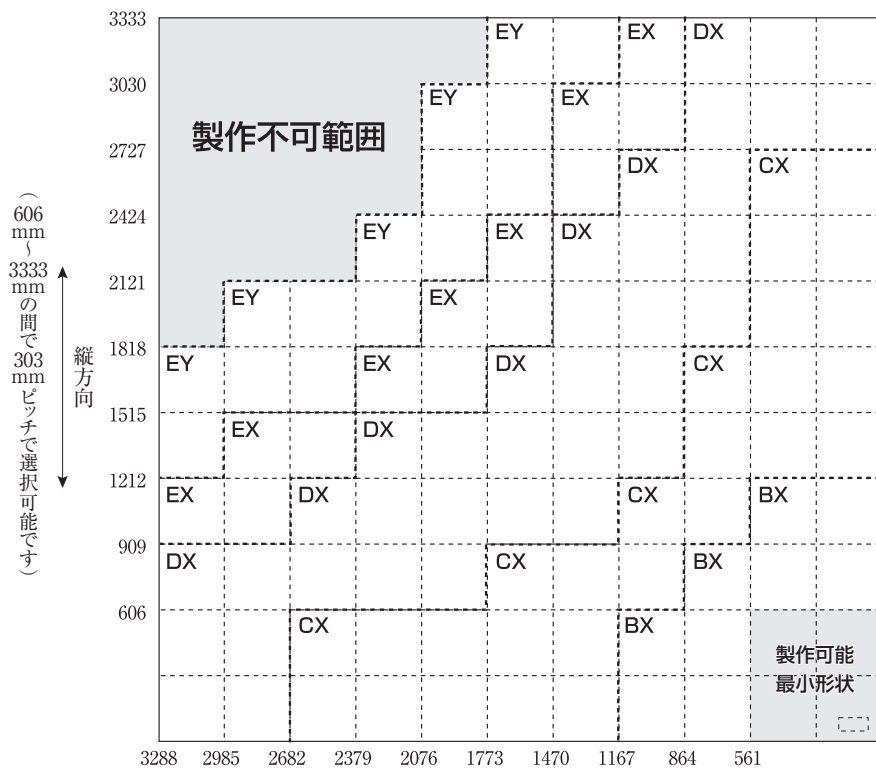 3333
EY EX DX
3030
EY EX
製作不可範囲
2727
DX CX
2424
EY EX DX
2121
EY EX
1818
EY EX DX CX
1515
EX DX
1212
EX DX CX BX
909
DX CX BX
606
CX BX
製作可能
最小形状
3288 2985 2682 2379 2076 1773 1470 1167 864 561
縦方向
(606mm～3333mmの間で303mmピッチで選択可能です)